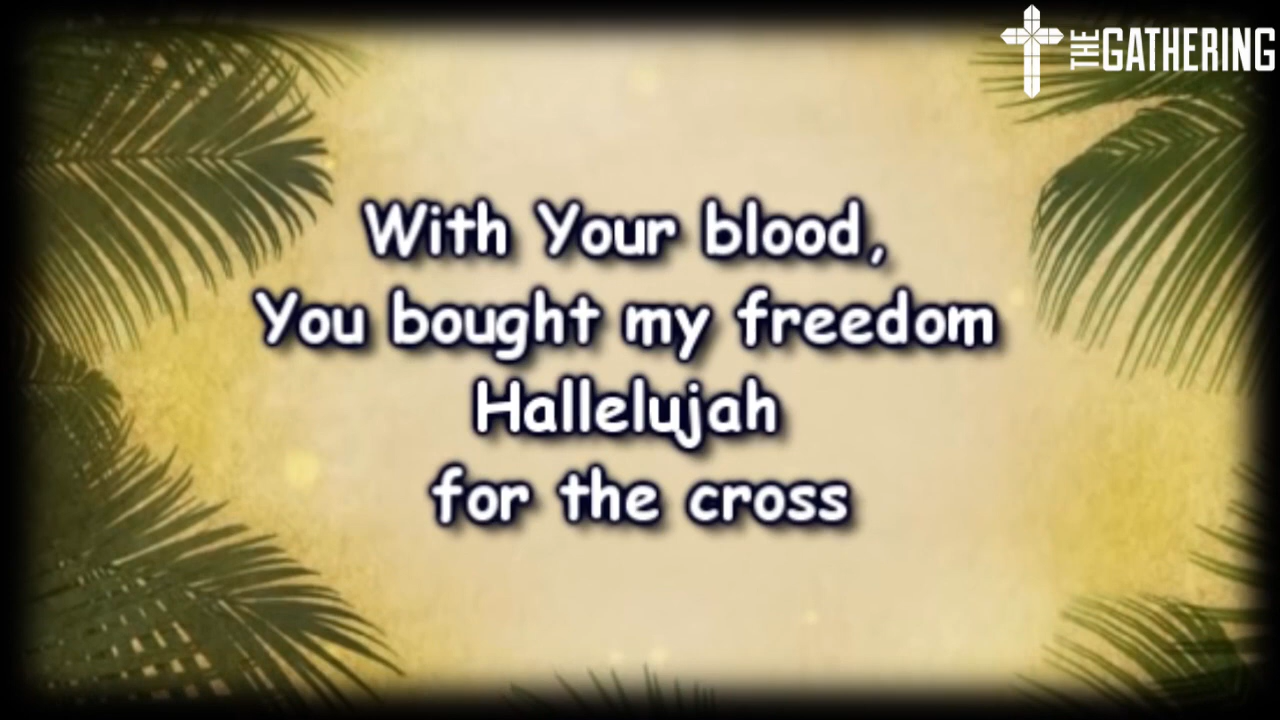 THE GATHERING
With Your blood,
You bought my freedom
Hallelujah
for the cross